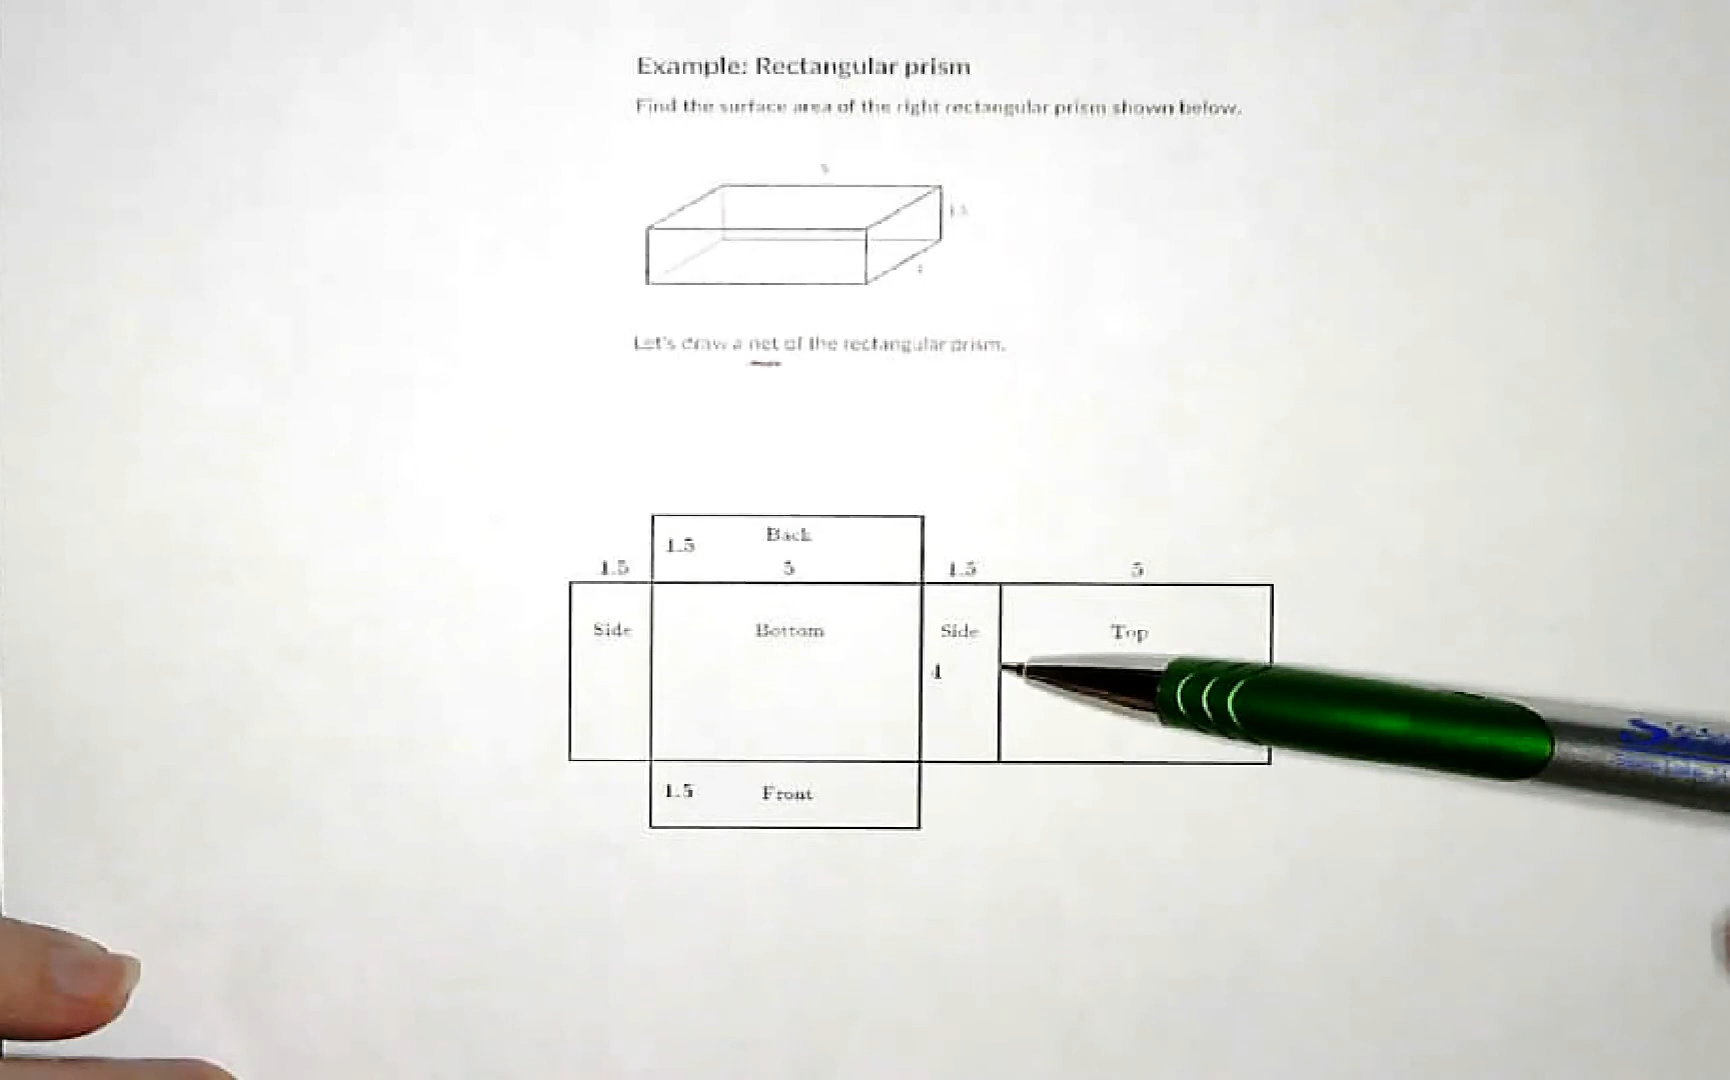 Example: Rectangular prism
Find the surface area of the right rectangular prism shown below.
1.5
Let's draw a net of the rectangular prism.
1.5 Back
1.5 5 1.5 5
Side Bottom Side Top
4
1.5 Front